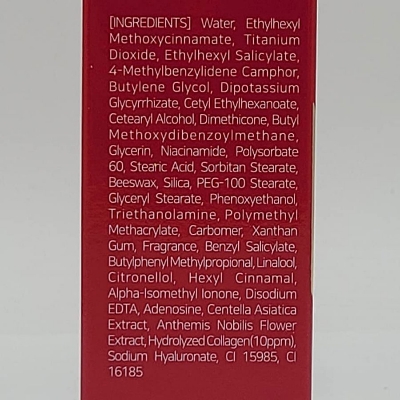 [INGREDIENTS] Water, Ethylhexyl
Methoxycinnamate, Titanium
Dioxide, Ethylhexyl Salicylate,
4-Methylbenzylidene Camphor,
Butylene Glycol, Dipotassium
Glycyrrhizate, Cetyl Ethylhexanoate,
Cetearyl Alcohol, Dimethicone, Butyl
Methoxydibenzoylmethane,
Glycerin, Niacinamide, Polysorbate
60, Stearic Acid, Sorbitan Stearate,
Beeswax, Silica, PEG-100 Stearate,
Glyceryl Stearate, Phenoxyethanol,
Triethanolamine, Polymethyl
Methacrylate, Carbomer, Xanthan
Gum, Fragrance, Benzyl Salicylate,
Butylphenyl Methylpropional, Linalool,
Citronellol, Hexyl Cinnamal,
Alpha-Isomethyl Ionone, Disodium
EDTA, Adenosine, Centella Asiatica
Extract, Anthemis Nobilis Flower
Extract, Hydrolyzed Collagen(10ppm),
Sodium Hyaluronate, CI 15985, CI
16185